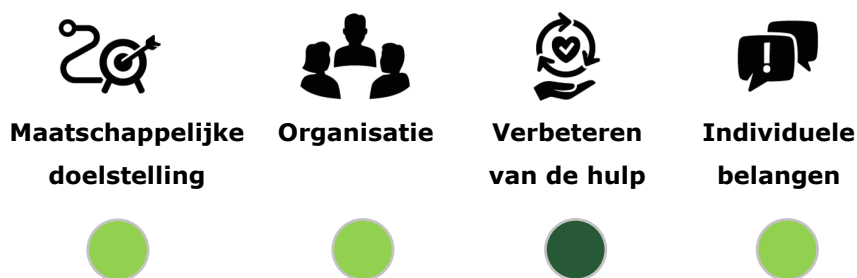 Maatschappelijke doelstelling
Organisatie
Verbeteren van de hulp
Individuele belangen